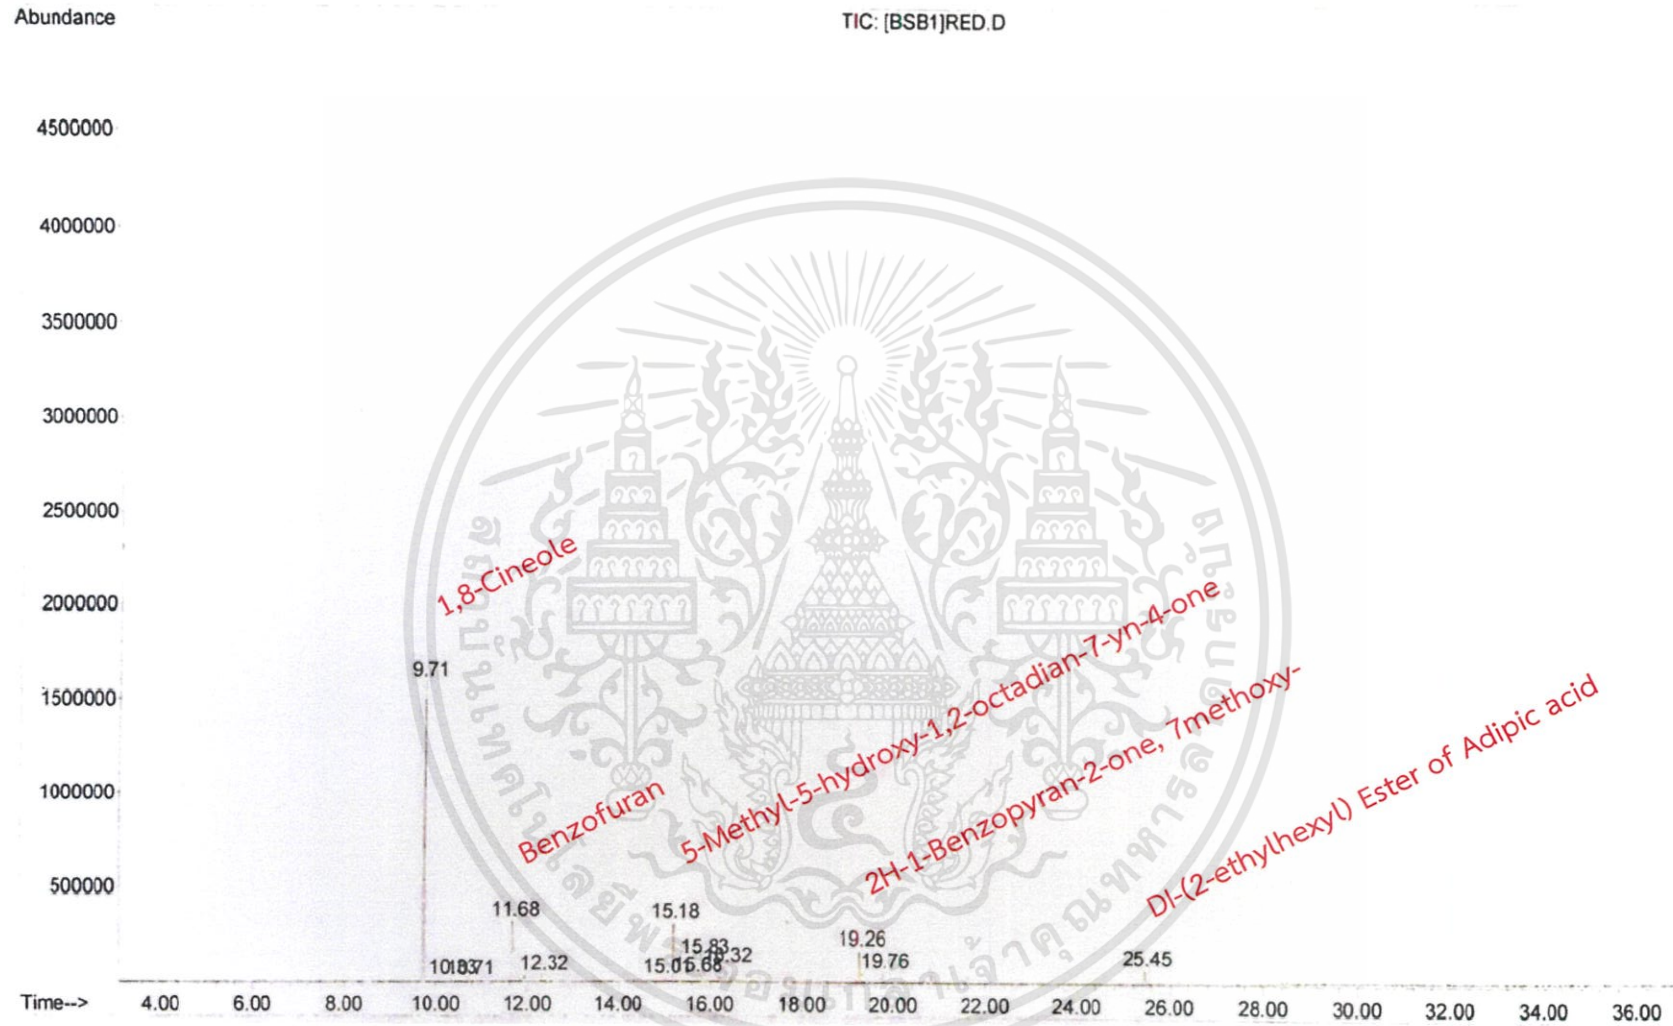 Abundance
TIC: [BSB1]RED.D
4500000
4000000
3500000
3000000
2500000
2000000
1500000
1000000
500000
1,8-Cineole
9.71
Benzofuran
11.68
5-Methyl-5-hydroxy-1,2-octadian-7-yn-4-one
15.18
2H-1-Benzopyran-2-one, 7methoxy-
19.26
DI-(2-ethylhexyl) Ester of Adipic acid
25.45
12.32
15.01
15.68
15.83
19.76
Time-->
4.00 6.00 8.00 10.00 12.00 14.00 16.00 18.00 20.00 22.00 24.00 26.00 28.00 30.00 32.00 34.00 36.00